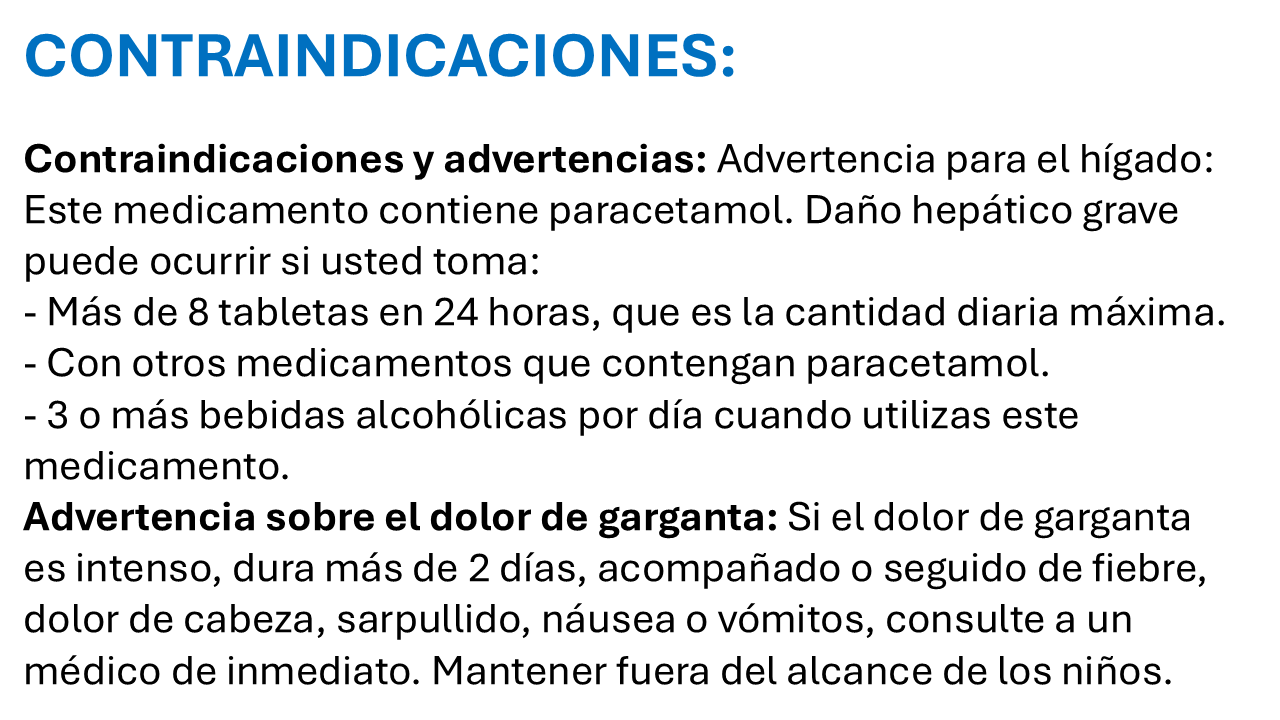 CONTRAINDICACIONES:
Contraindicaciones y advertencias: Advertencia para el hígado:
Este medicamento contiene paracetamol. Daño hepático grave
puede ocurrir si usted toma:
- Más de 8 tabletas en 24 horas, que es la cantidad diaria máxima.
- Con otros medicamentos que contengan paracetamol.
- 3 o más bebidas alcohólicas por día cuando utilizas este
medicamento.
Advertencia sobre el dolor de garganta: Si el dolor de garganta
es intenso, dura más de 2 días, acompañado o seguido de fiebre,
dolor de cabeza, sarpullido, náusea o vómitos, consulte a un
médico de inmediato. Mantener fuera del alcance de los niños.